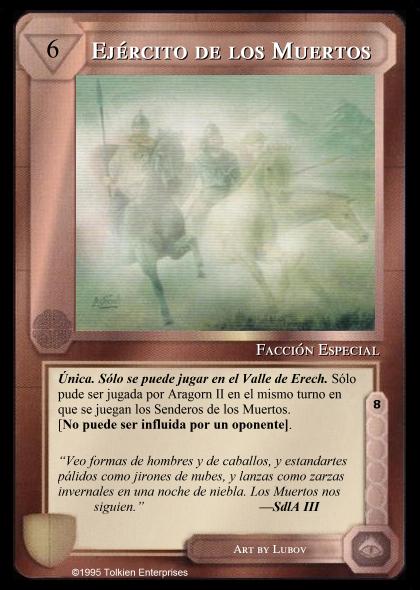 6
Ejército de los Muertos
Facción Especial
Única. Sólo se puede jugar en el Valle de Erech. Sólo
pude ser jugada por Aragorn II en el mismo turno en
que se juegan los Senderos de los Muertos.
[No puede ser influida por un oponente].
8
“Veo formas de hombres y de caballos, y estandartes
pálidos como jirones de nubes, y lanzas como zarzas
invernales en una noche de niebla. Los Muertos nos
siguien.” —SdlA III
Art by Lubov
©1995 Tolkien Enterprises